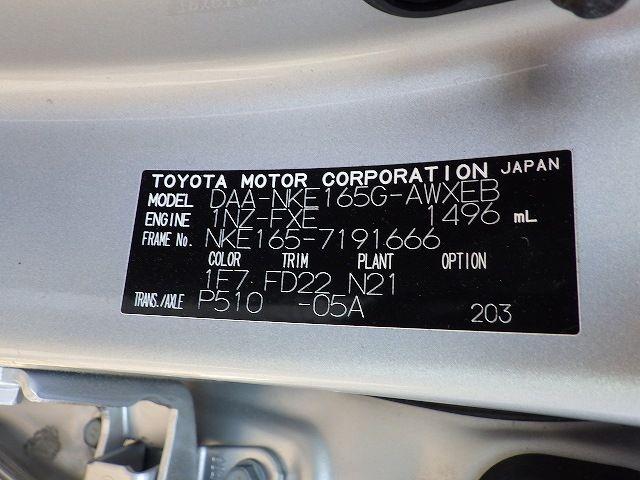 TOYOTA MOTOR CORPORATION JAPAN
MODEL DAA-NKE165G-AWXEB
ENGINE 1NZ-FXE 1496 mL
FRAME No. NKE165-7191666
COLOR TRIM PLANT OPTION
1F7 FD22 N21
TRANS./AXLE P510 -05A 203